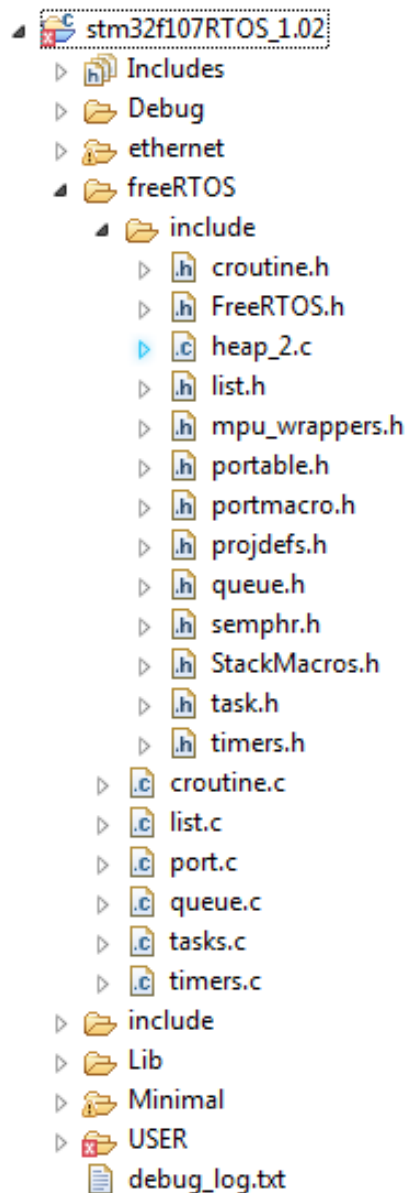 stm32f107RTOS_1.02
Includes
Debug
ethernet
freeRTOS
include
croutine.h
FreeRTOS.h
heap_2.c
list.h
mpu_wrappers.h
portable.h
portmacro.h
projdefs.h
queue.h
semphr.h
StackMacros.h
task.h
timers.h
croutine.c
list.c
port.c
queue.c
tasks.c
timers.c
include
Lib
Minimal
USER
debug_log.txt